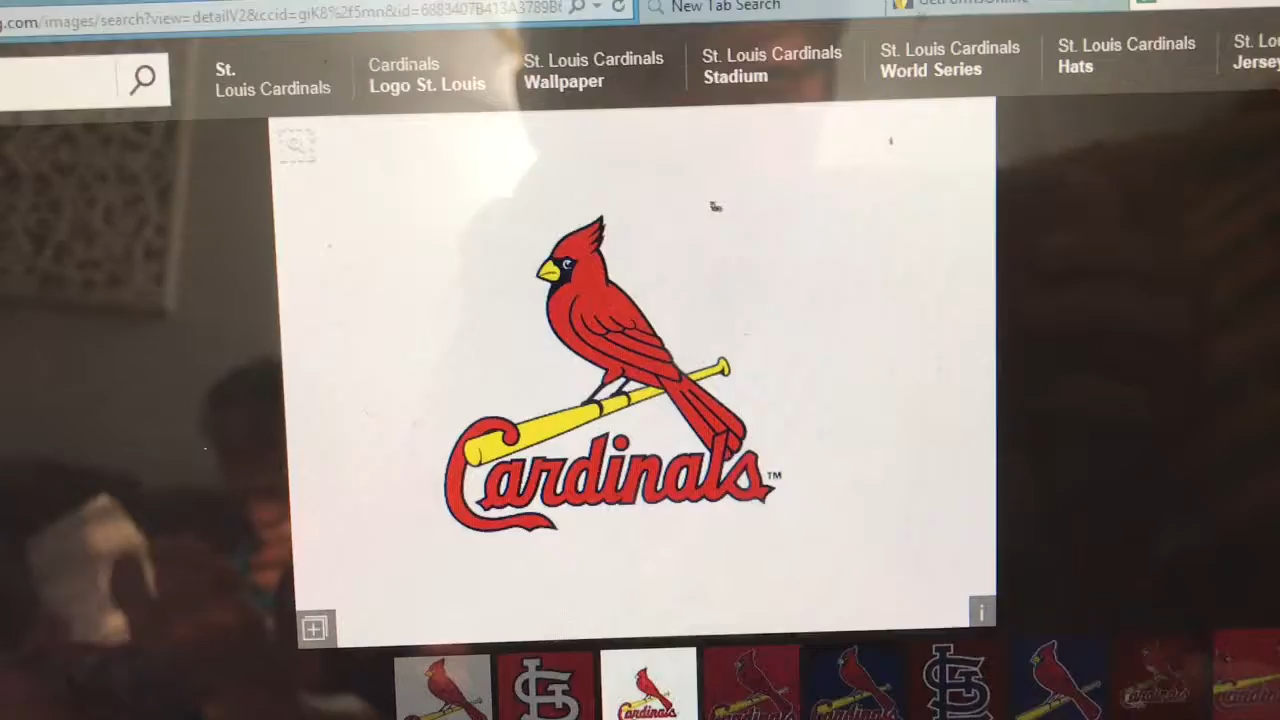 g.com/images/search?view=detailV2&ccid=giK8%2f5mn&id=6883407B413A3789B
New Tab Search
St.
Louis Cardinals
Cardinals
Logo St. Louis
St. Louis Cardinals
Wallpaper
St. Louis Cardinals
Stadium
St. Louis Cardinals
World Series
St. Louis Cardinals
Hats
St. Lo
Jersey
Cardinals™